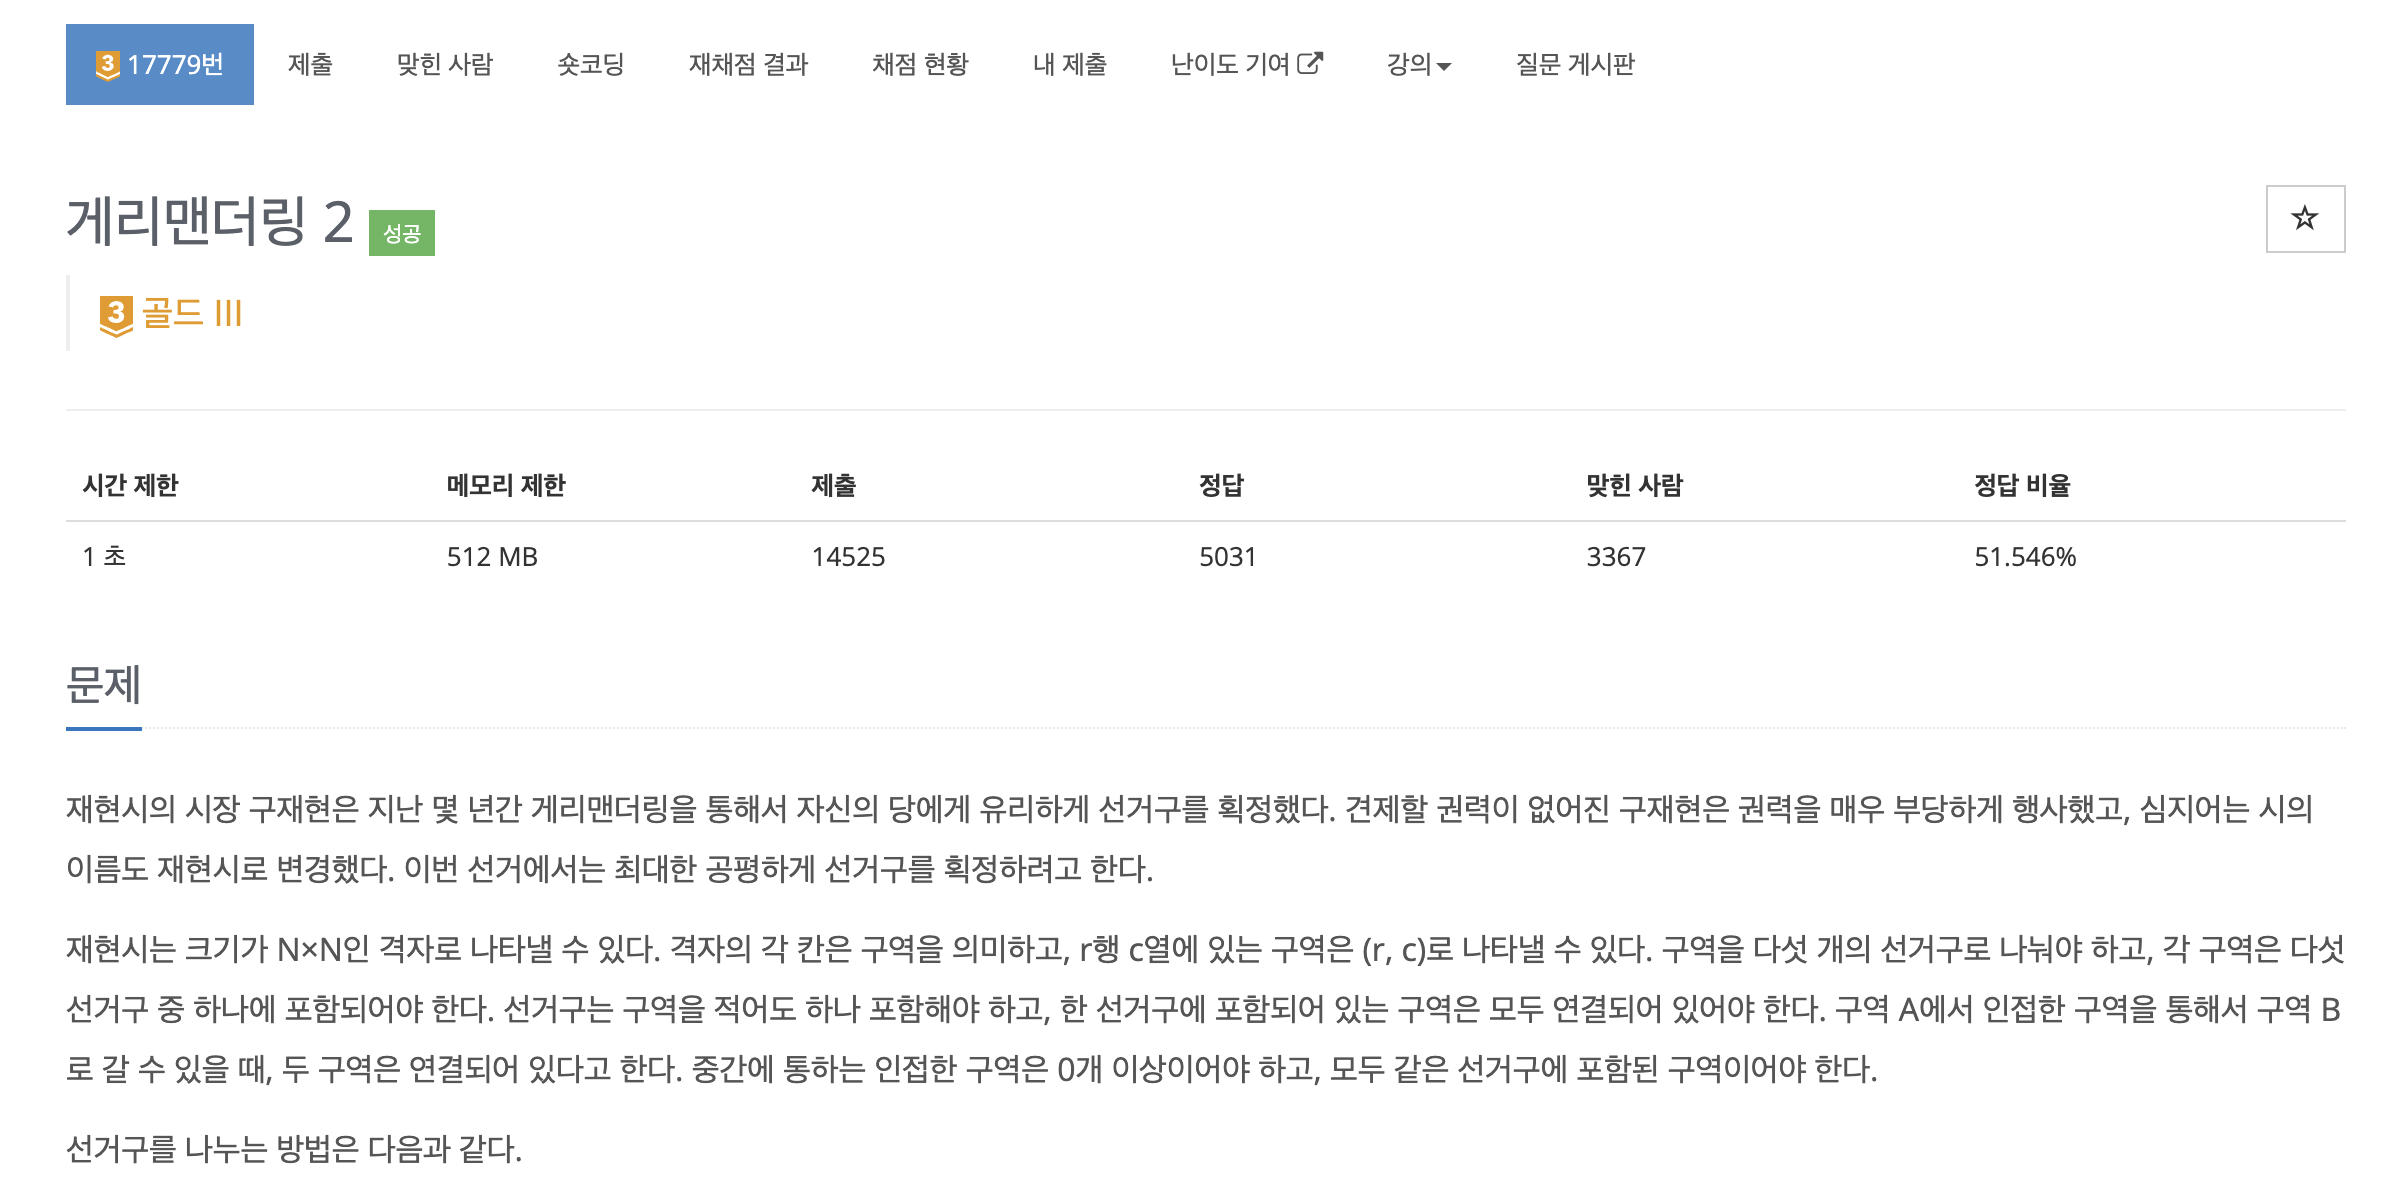 3 17779번 제출 맞힌 사람 숏코딩 재채점 결과 채점 현황 내 제출 난이도 기여 강의 질문 게시판
게리맨더링 2 성공
3 골드 III
시간 제한 메모리 제한 제출 정답 맞힌 사람 정답 비율
1 초 512 MB 14525 5031 3367 51.546%
문제
재현시의 시장 구재현은 지난 몇 년간 게리맨더링을 통해서 자신의 당에게 유리하게 선거구를 획정했다. 견제할 권력이 없어진 구재현은 권력을 매우 부당하게 행사했고, 심지어는 시의
이름도 재현시로 변경했다. 이번 선거에서는 최대한 공평하게 선거구를 획정하려고 한다.
재현시는 크기가 N×N인 격자로 나타낼 수 있다. 격자의 각 칸은 구역을 의미하고, r행 c열에 있는 구역은 (r, c)로 나타낼 수 있다. 구역을 다섯 개의 선거구로 나눠야 하고, 각 구역은 다섯
선거구 중 하나에 포함되어야 한다. 선거구는 구역을 적어도 하나 포함해야 하고, 한 선거구에 포함되어 있는 구역은 모두 연결되어 있어야 한다. 구역 A에서 인접한 구역을 통해서 구역 B
로 갈 수 있을 때, 두 구역은 연결되어 있다고 한다. 중간에 통하는 인접한 구역은 0개 이상이어야 하고, 모두 같은 선거구에 포함된 구역이어야 한다.
선거구를 나누는 방법은 다음과 같다.